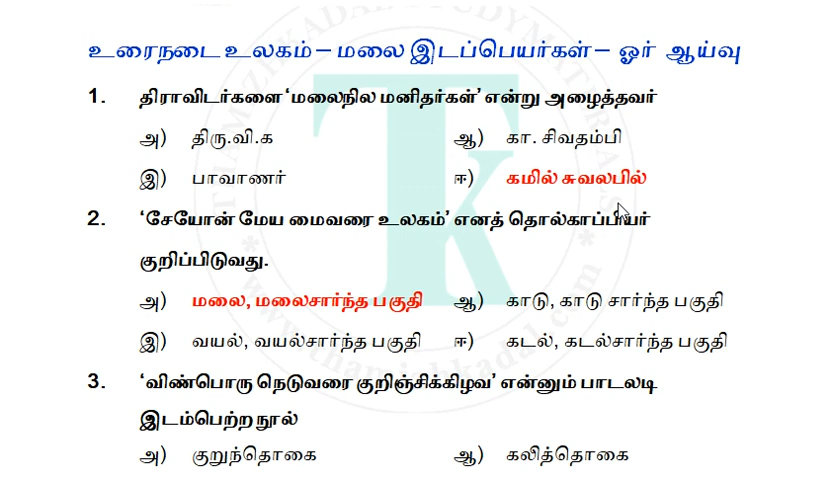 உரைநடை உலகம் – மலை இடப்பெயர்கள் – ஓர் ஆய்வு
1. திராவிடர்களை ‘மலைநில மனிதர்கள்’ என்று அழைத்தவர்
அ) திரு.வி.க ஆ) கா. சிவதம்பி
இ) பாவாணர் ஈ) கமில் சுவலபில்
2. ‘சேயோன் மேய மைவரை உலகம்’ எனத் தொல்காப்பியர்
குறிப்பிடுவது.
அ) மலை, மலைசார்ந்த பகுதி ஆ) காடு, காடு சார்ந்த பகுதி
இ) வயல், வயல்சார்ந்த பகுதி ஈ) கடல், கடல்சார்ந்த பகுதி
3. ‘விண்பொரு நெடுவரை குறிஞ்சிக்கிழவ’ என்னும் பாடலடி
இடம்பெற்ற நூல்
அ) குறுந்தொகை ஆ) கலித்தொகை